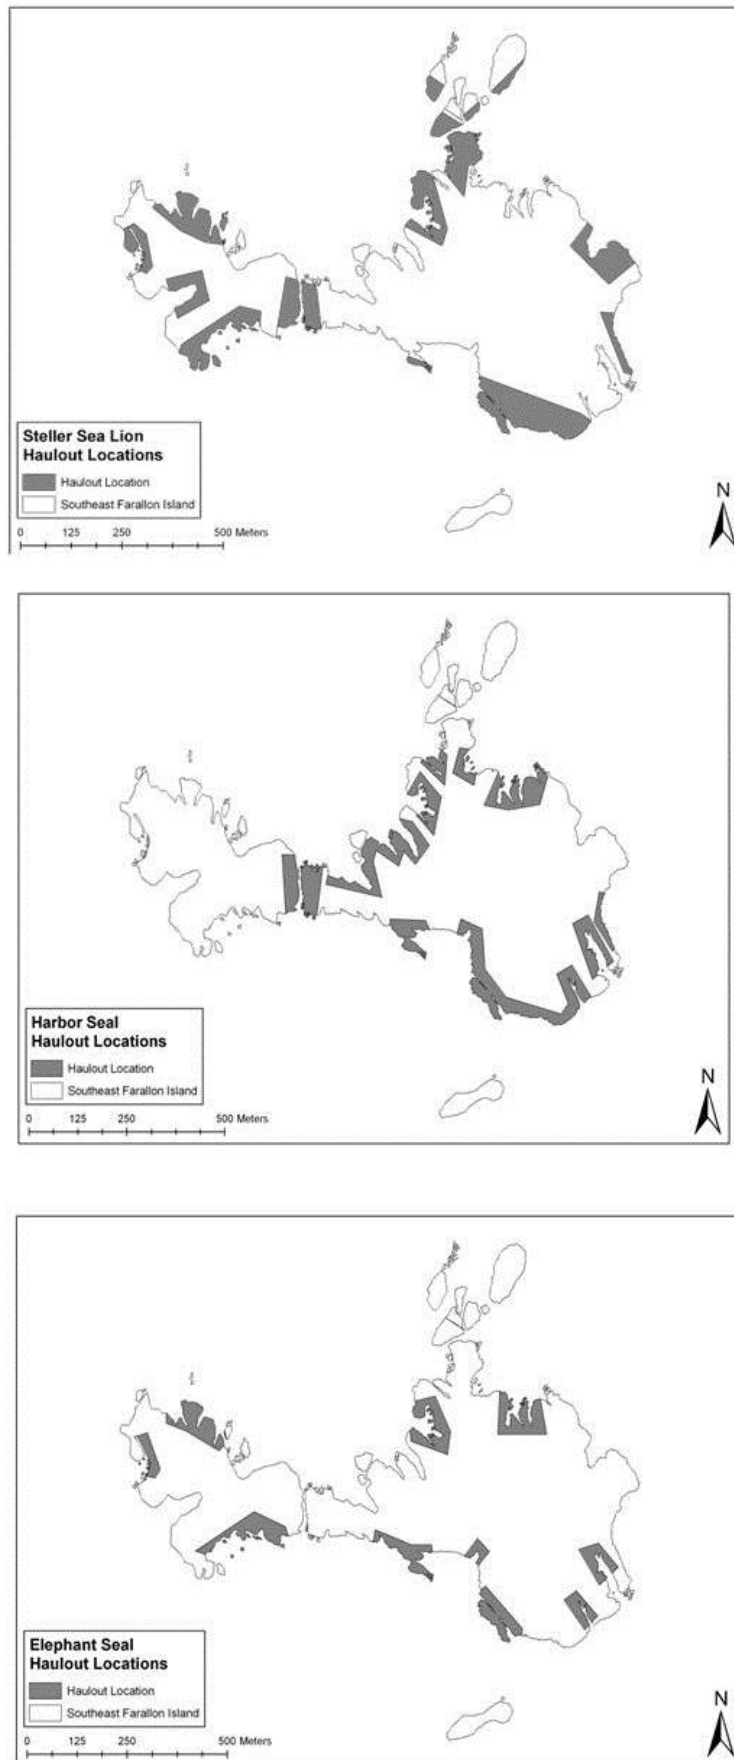 Steller Sea Lion
Haulout Locations
Haulout Location
Southeast Farallon Island
0 125 250 500 Meters
N
Harbor Seal
Haulout Locations
Haulout Location
Southeast Farallon Island
0 125 250 500 Meters
N
Elephant Seal
Haulout Locations
Haulout Location
Southeast Farallon Island
0 125 250 500 Meters
N